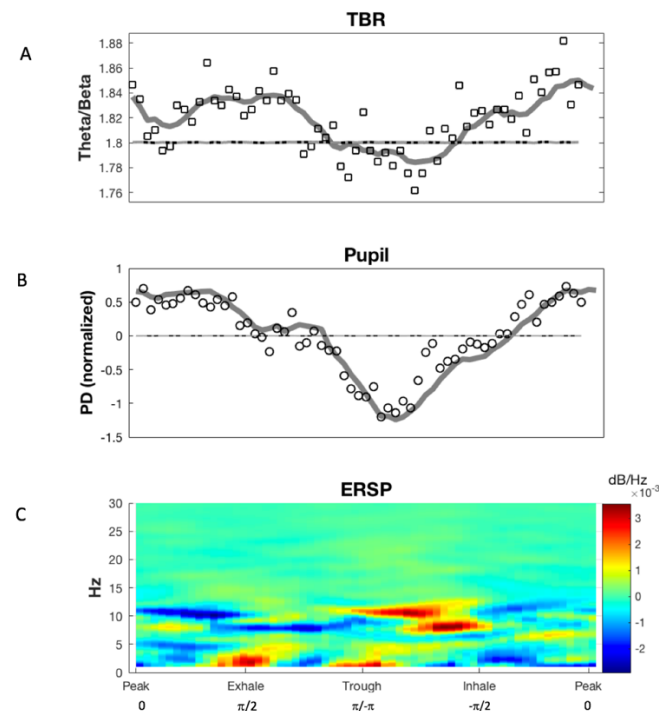 TBR
A
Theta/Beta
1.88
1.86
1.84
1.82
1.8
1.78
1.76
Pupil
B
PD (normalized)
1
0.5
0
-0.5
-1
-1.5
ERSP
C
Hz
30
25
20
15
10
5
0
dB/Hz
×10⁻³
3
2
1
0
-1
-2
Peak Exhale Trough Inhale Peak
0 π/2 π/-π -π/2 0